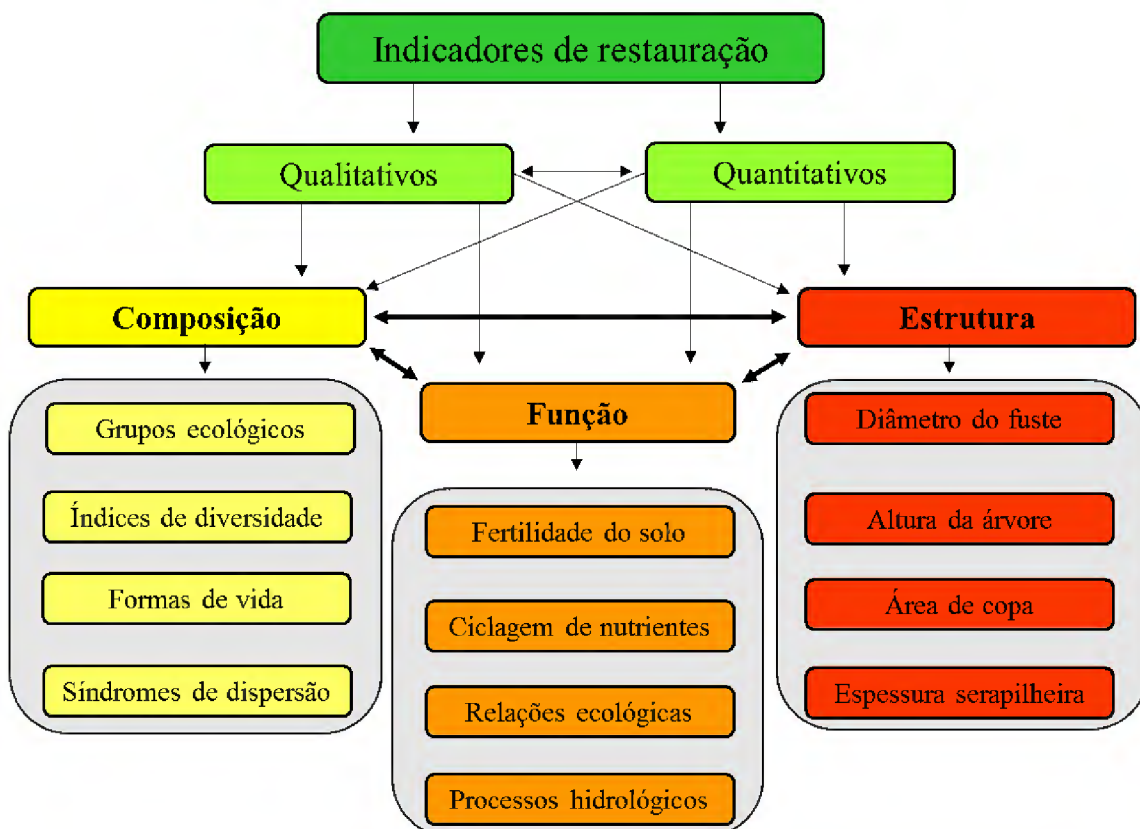 Indicadores de restauração
Qualitativos
Quantitativos
Composição
Estrutura
Função
Grupos ecológicos
Índices de diversidade
Formas de vida
Síndromes de dispersão
Fertilidade do solo
Ciclagem de nutrientes
Relações ecológicas
Processos hidrológicos
Diâmetro do fuste
Altura da árvore
Área de copa
Espessura serapilheira